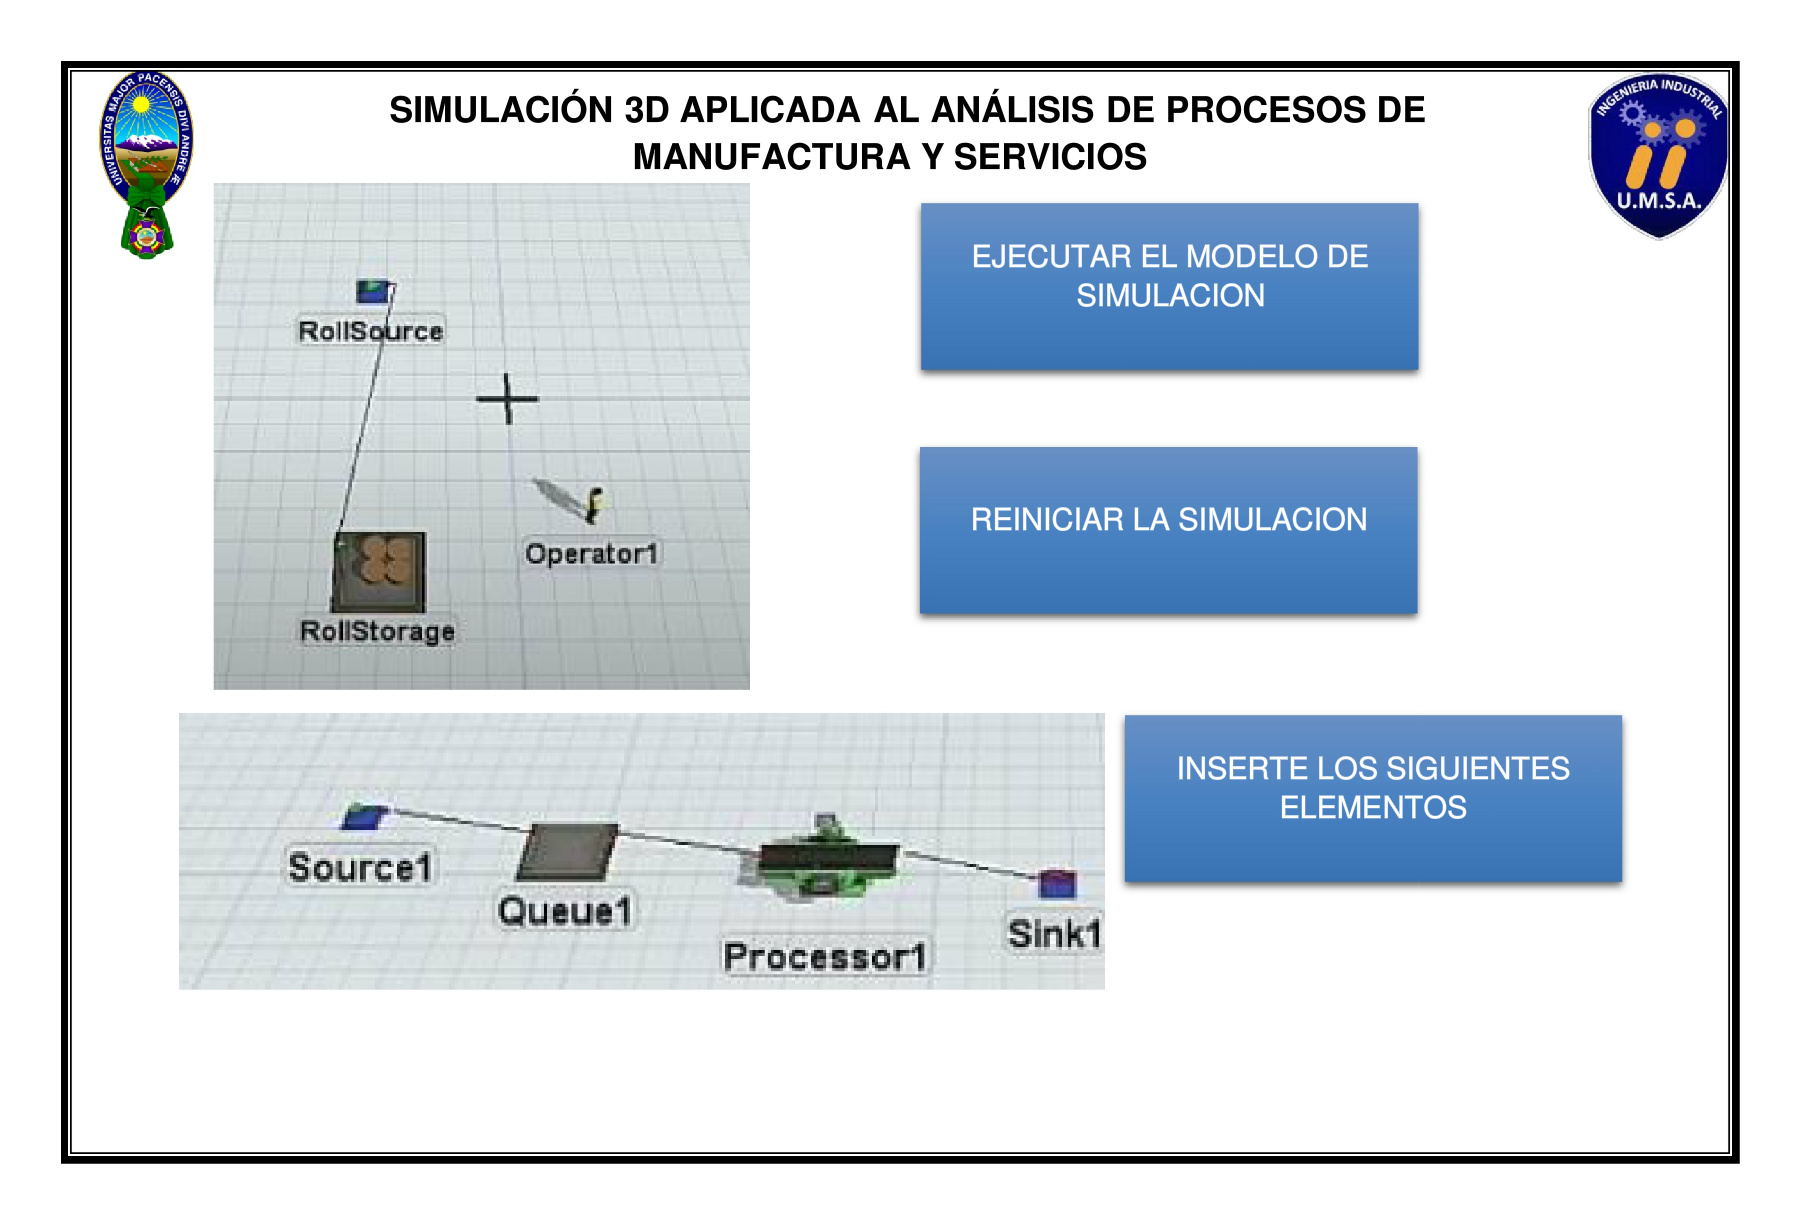 SIMULACIÓN 3D APLICADA AL ANÁLISIS DE PROCESOS DE
MANUFACTURA Y SERVICIOS
UNIVERSITAS MAJOR PACENSIS DIVI ANDRE Æ
INGENIERIA INDUSTRIAL
U.M.S.A.
RollSource
Operator1
RollStorage
EJECUTAR EL MODELO DE
SIMULACION
REINICIAR LA SIMULACION
Source1
Queue1
Processor1
Sink1
INSERTE LOS SIGUIENTES
ELEMENTOS